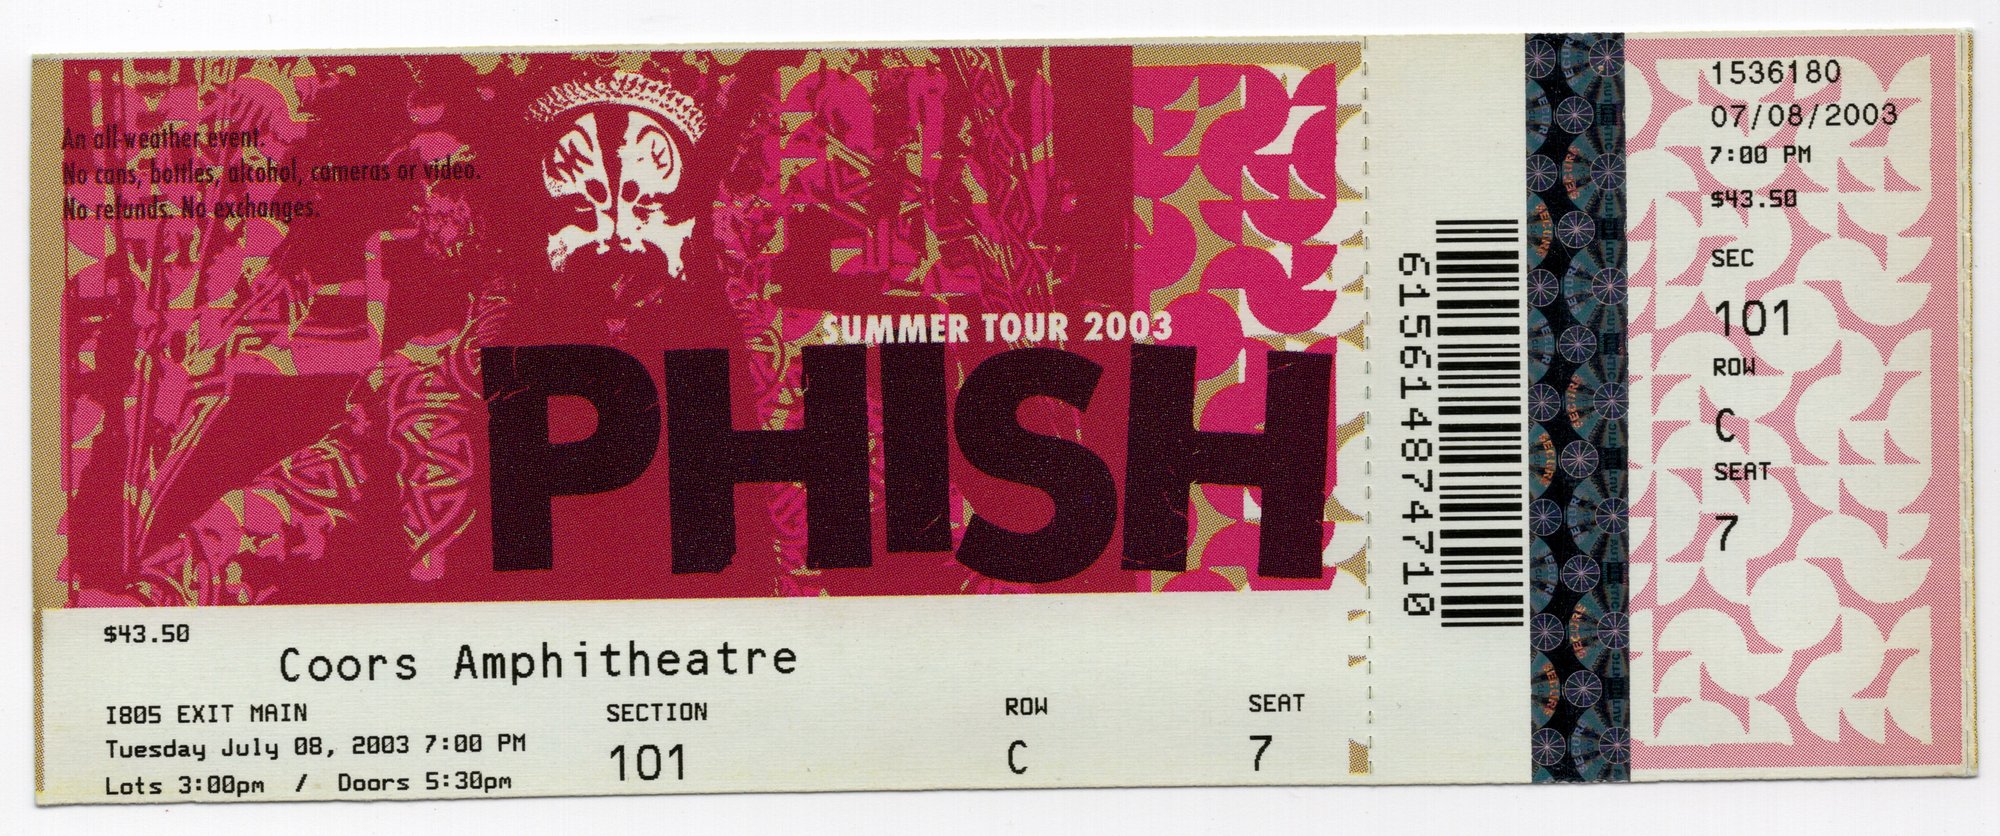 An all-weather event.
No cans, bottles, alcohol, cameras or video.
No refunds. No exchanges.
SUMMER TOUR 2003
PHISH
$43.50
Coors Amphitheatre
I805 EXIT MAIN
Tuesday July 08, 2003 7:00 PM
Lots 3:00pm / Doors 5:30pm
SECTION
101
ROW
C
SEAT
7
615614874710
SECURE
AUTHENTIC
1536180
07/08/2003
7:00 PM
$43.50
SEC
101
ROW
C
SEAT
7